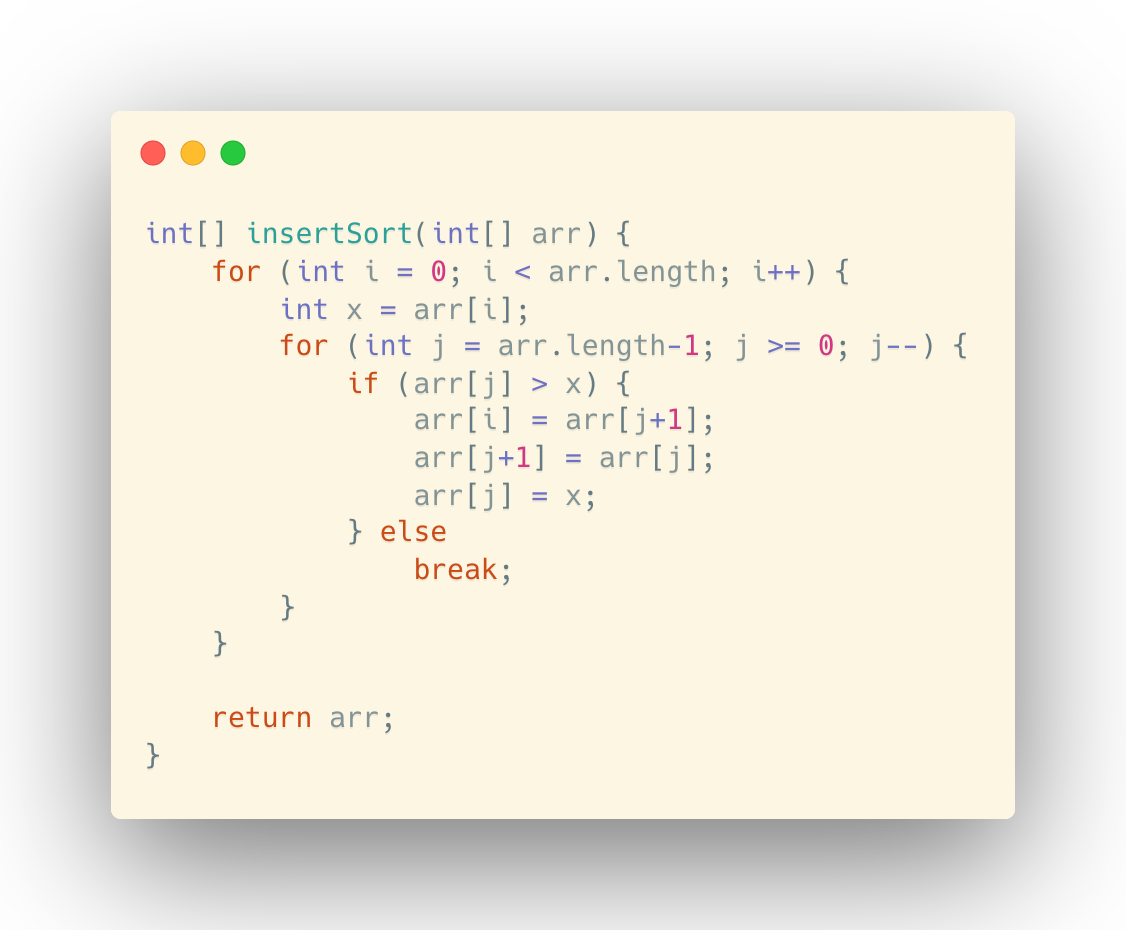 int[] insertSort(int[] arr) {
    for (int i = 0; i < arr.length; i++) {
        int x = arr[i];
        for (int j = arr.length-1; j >= 0; j--) {
            if (arr[j] > x) {
                arr[i] = arr[j+1];
                arr[j+1] = arr[j];
                arr[j] = x;
            } else
                break;
        }
    }

    return arr;
}